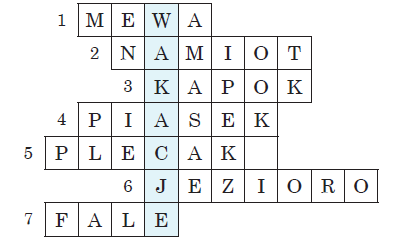 1 MEWA
2 NAMIOT
3 KAPOK
4 PIASEK
5 PLECAK
6 JEZIORO
7 FALE